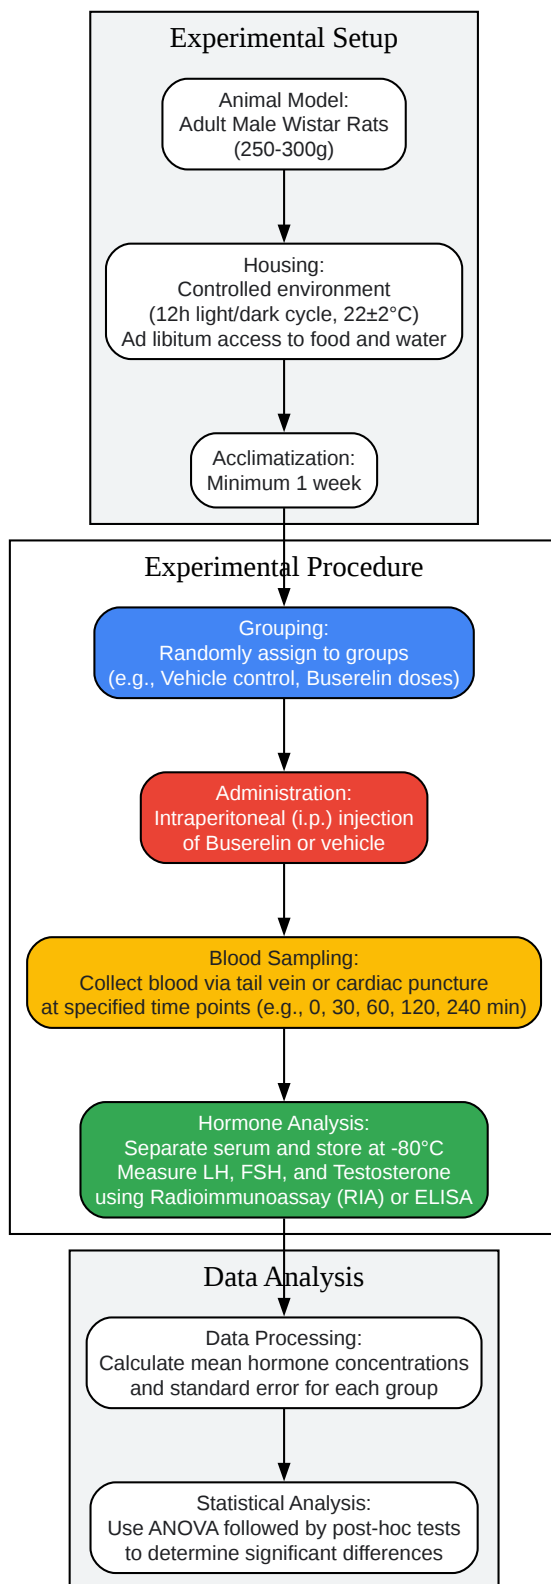 Experimental Setup
Animal Model:
Adult Male Wistar Rats
(250-300g)
Housing:
Controlled environment
(12h light/dark cycle, 22±2°C)
Ad libitum access to food and water
Acclimatization:
Minimum 1 week
Experimental Procedure
Grouping:
Randomly assign to groups
(e.g., Vehicle control, Buserelin doses)
Administration:
Intraperitoneal (i.p.) injection
of Buserelin or vehicle
Blood Sampling:
Collect blood via tail vein or cardiac puncture
at specified time points (e.g., 0, 30, 60, 120, 240 min)
Hormone Analysis:
Separate serum and store at -80°C
Measure LH, FSH, and Testosterone
using Radioimmunoassay (RIA) or ELISA
Data Analysis
Data Processing:
Calculate mean hormone concentrations
and standard error for each group
Statistical Analysis:
Use ANOVA followed by post-hoc tests
to determine significant differences